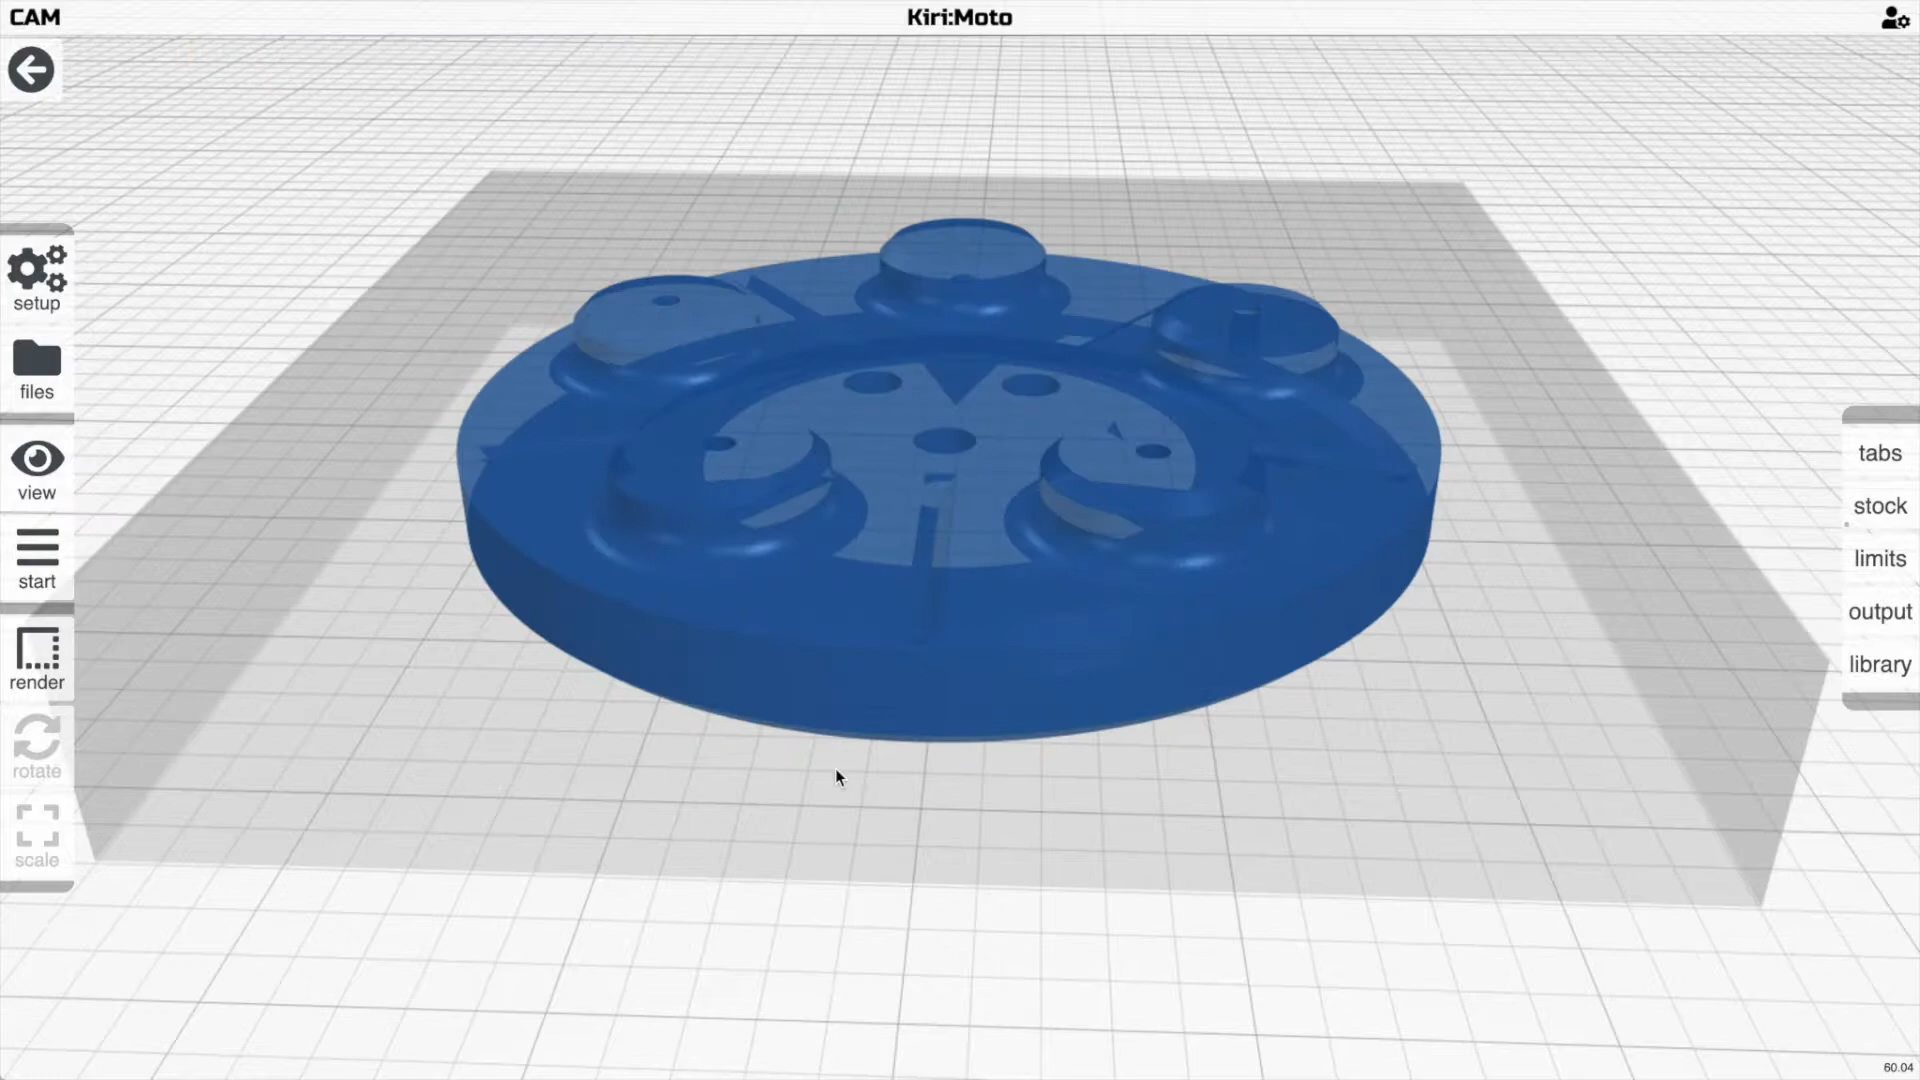 CAM
Kiri:Moto
setup
files
view
start
render
rotate
scale
tabs
stock
limits
output
library
60.04